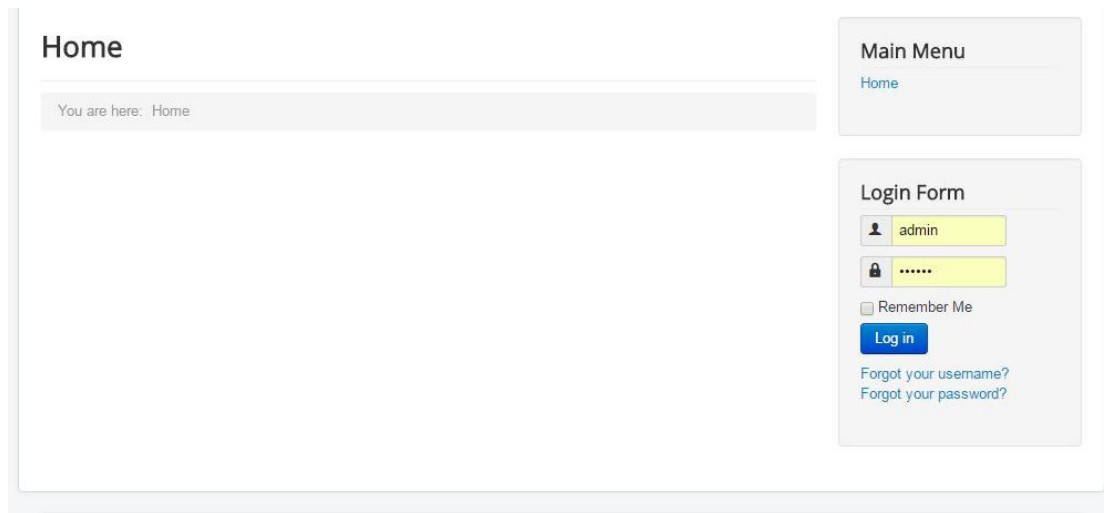 Home
You are here: Home
Main Menu
Home
Login Form
admin
••••••
Remember Me
Log in
Forgot your username?
Forgot your password?